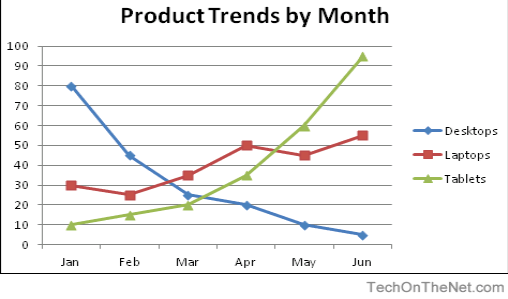 Product Trends by Month
100
90
80
70
60
50
40
30
20
10
0
Jan Feb Mar Apr May Jun
Desktops
Laptops
Tablets
TechOnTheNet.com